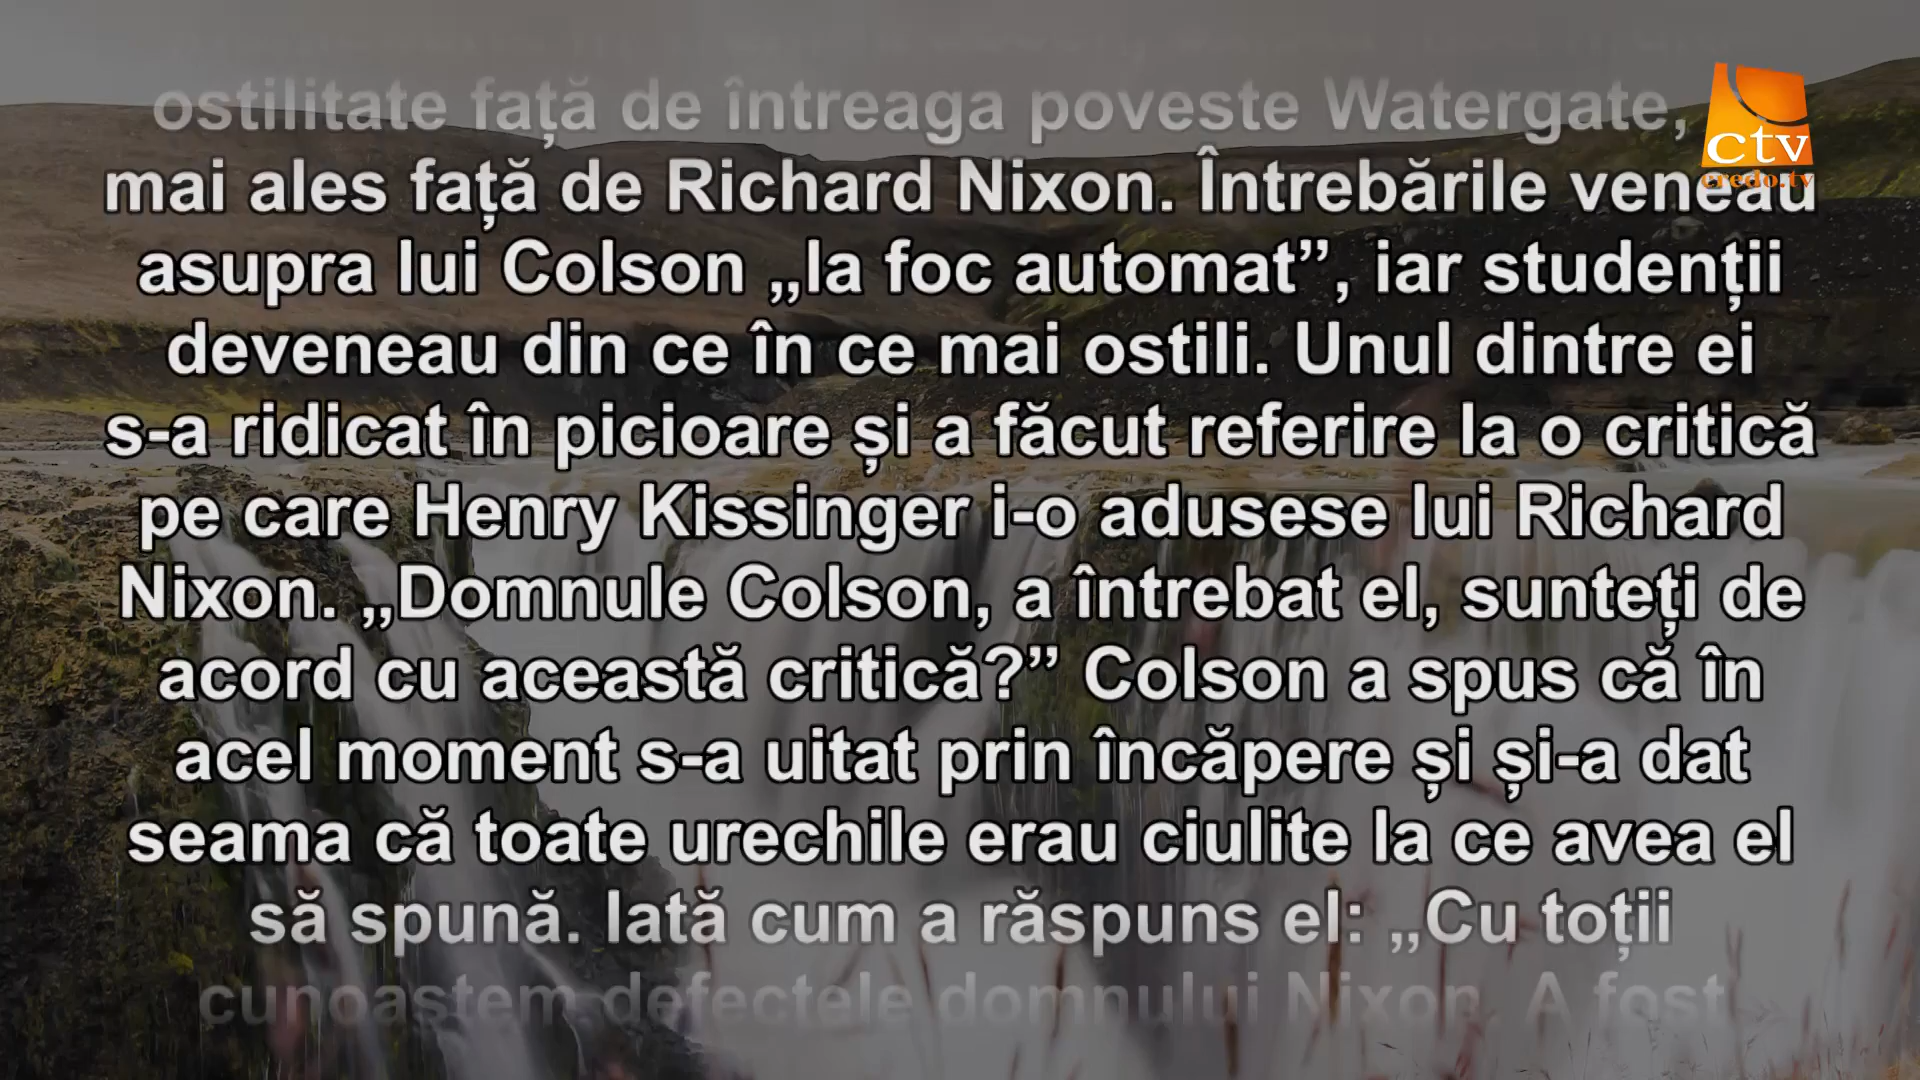 ostilitate față de întreaga poveste Watergate,
mai ales față de Richard Nixon. Întrebările veneau
asupra lui Colson „la foc automat”, iar studenții
deveneau din ce în ce mai ostili. Unul dintre ei
s-a ridicat în picioare și a făcut referire la o critică
pe care Henry Kissinger i-o adusese lui Richard
Nixon. „Domnule Colson, a întrebat el, sunteți de
acord cu această critică?” Colson a spus că în
acel moment s-a uitat prin încăpere și și-a dat
seama că toate urechile erau ciulite la ce avea el
să spună. Iată cum a răspuns el: „Cu toții
cunoaștem defectele domnului Nixon. A fost
ctv
credo.tv